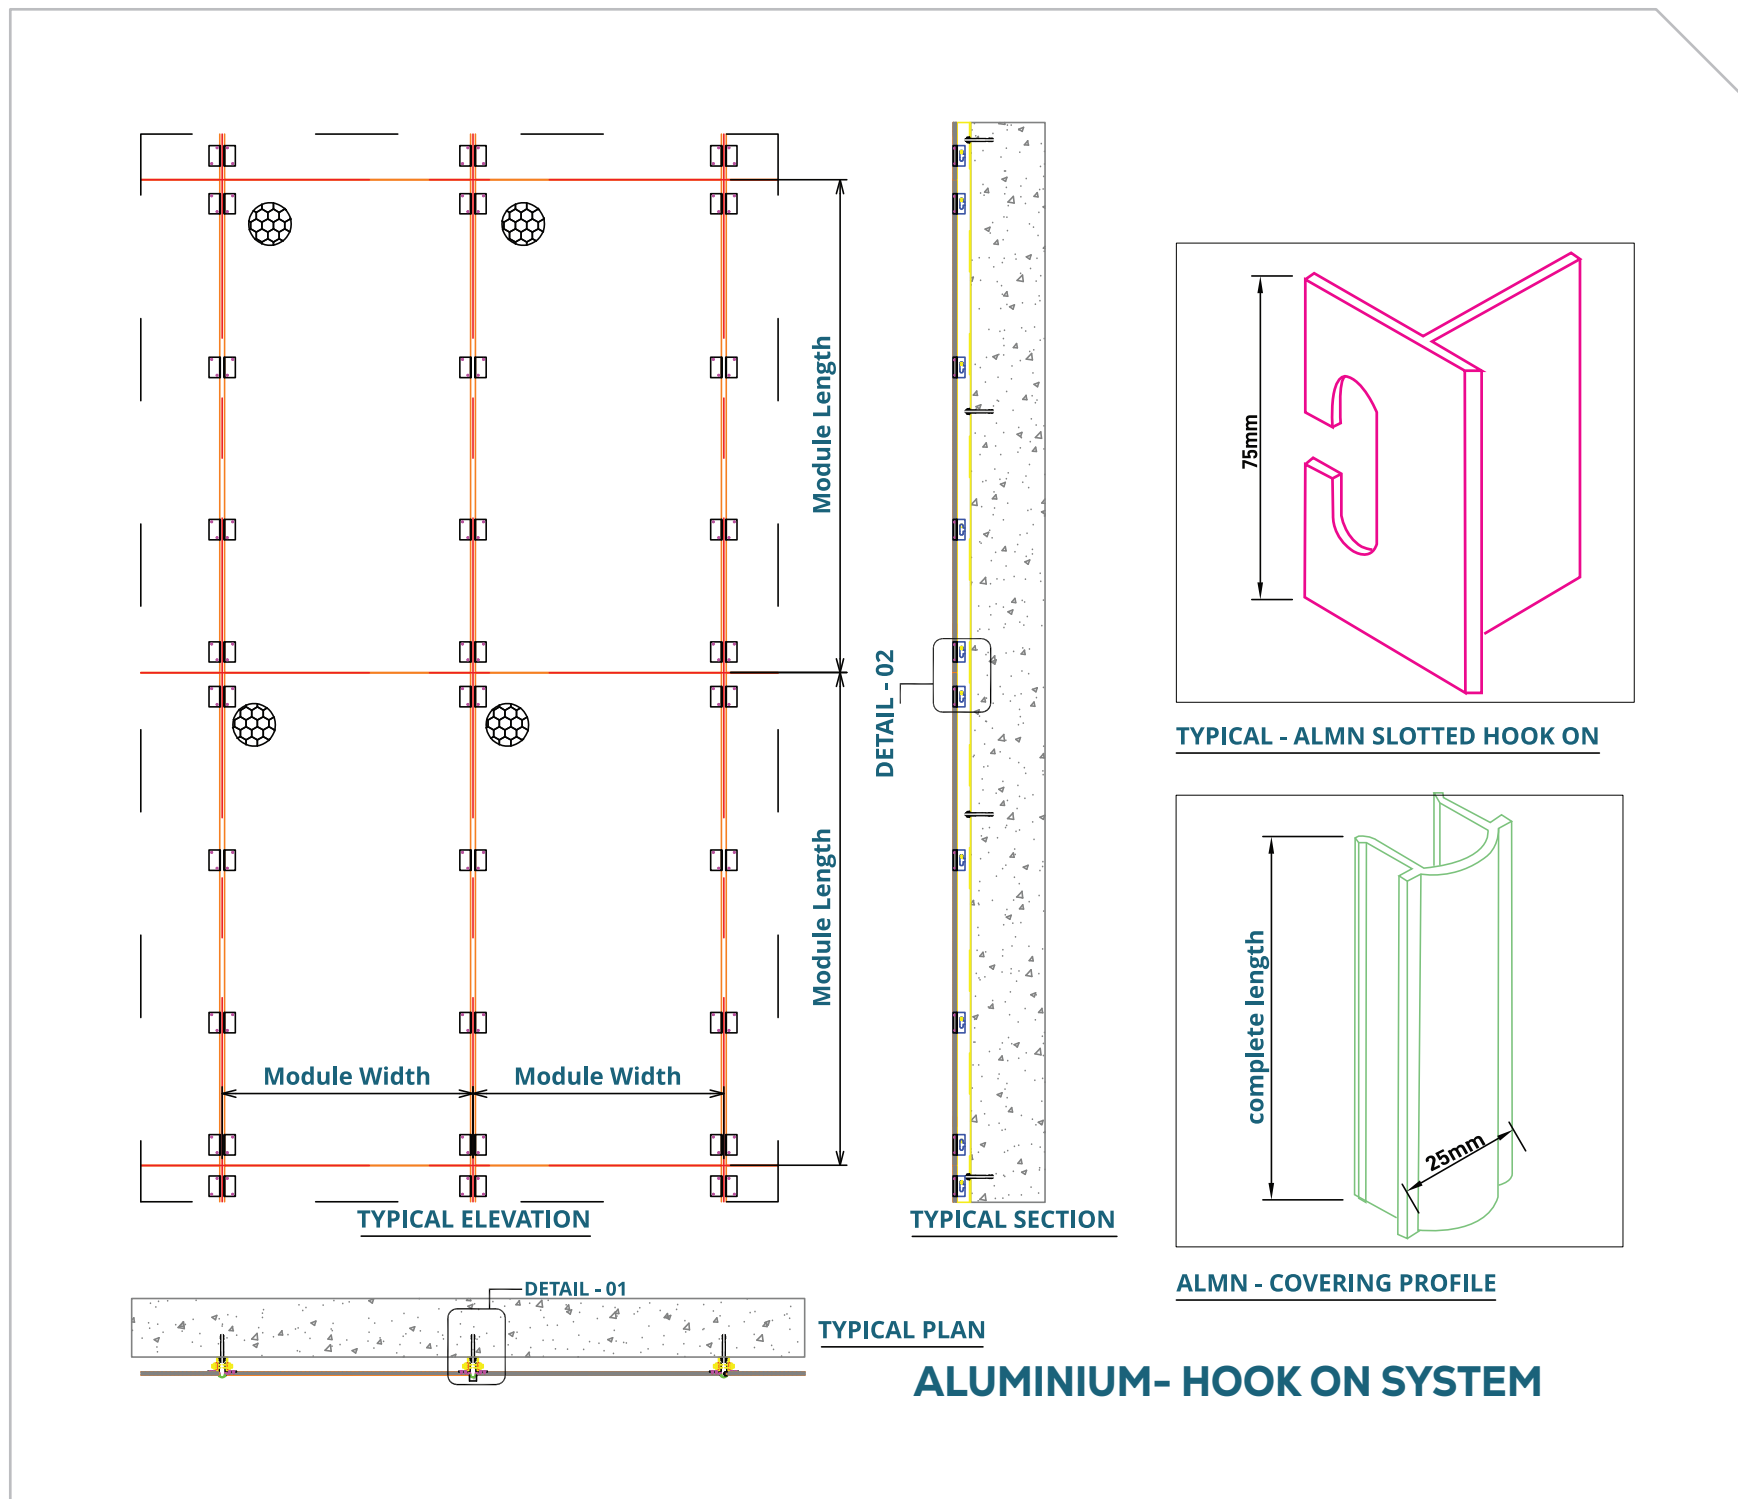 Module Length
Module Length
Module Width
Module Width
TYPICAL ELEVATION
DETAIL - 02
TYPICAL SECTION
75mm
TYPICAL - ALMN SLOTTED HOOK ON
complete length
25mm
ALMN - COVERING PROFILE
DETAIL - 01
TYPICAL PLAN
ALUMINIUM- HOOK ON SYSTEM